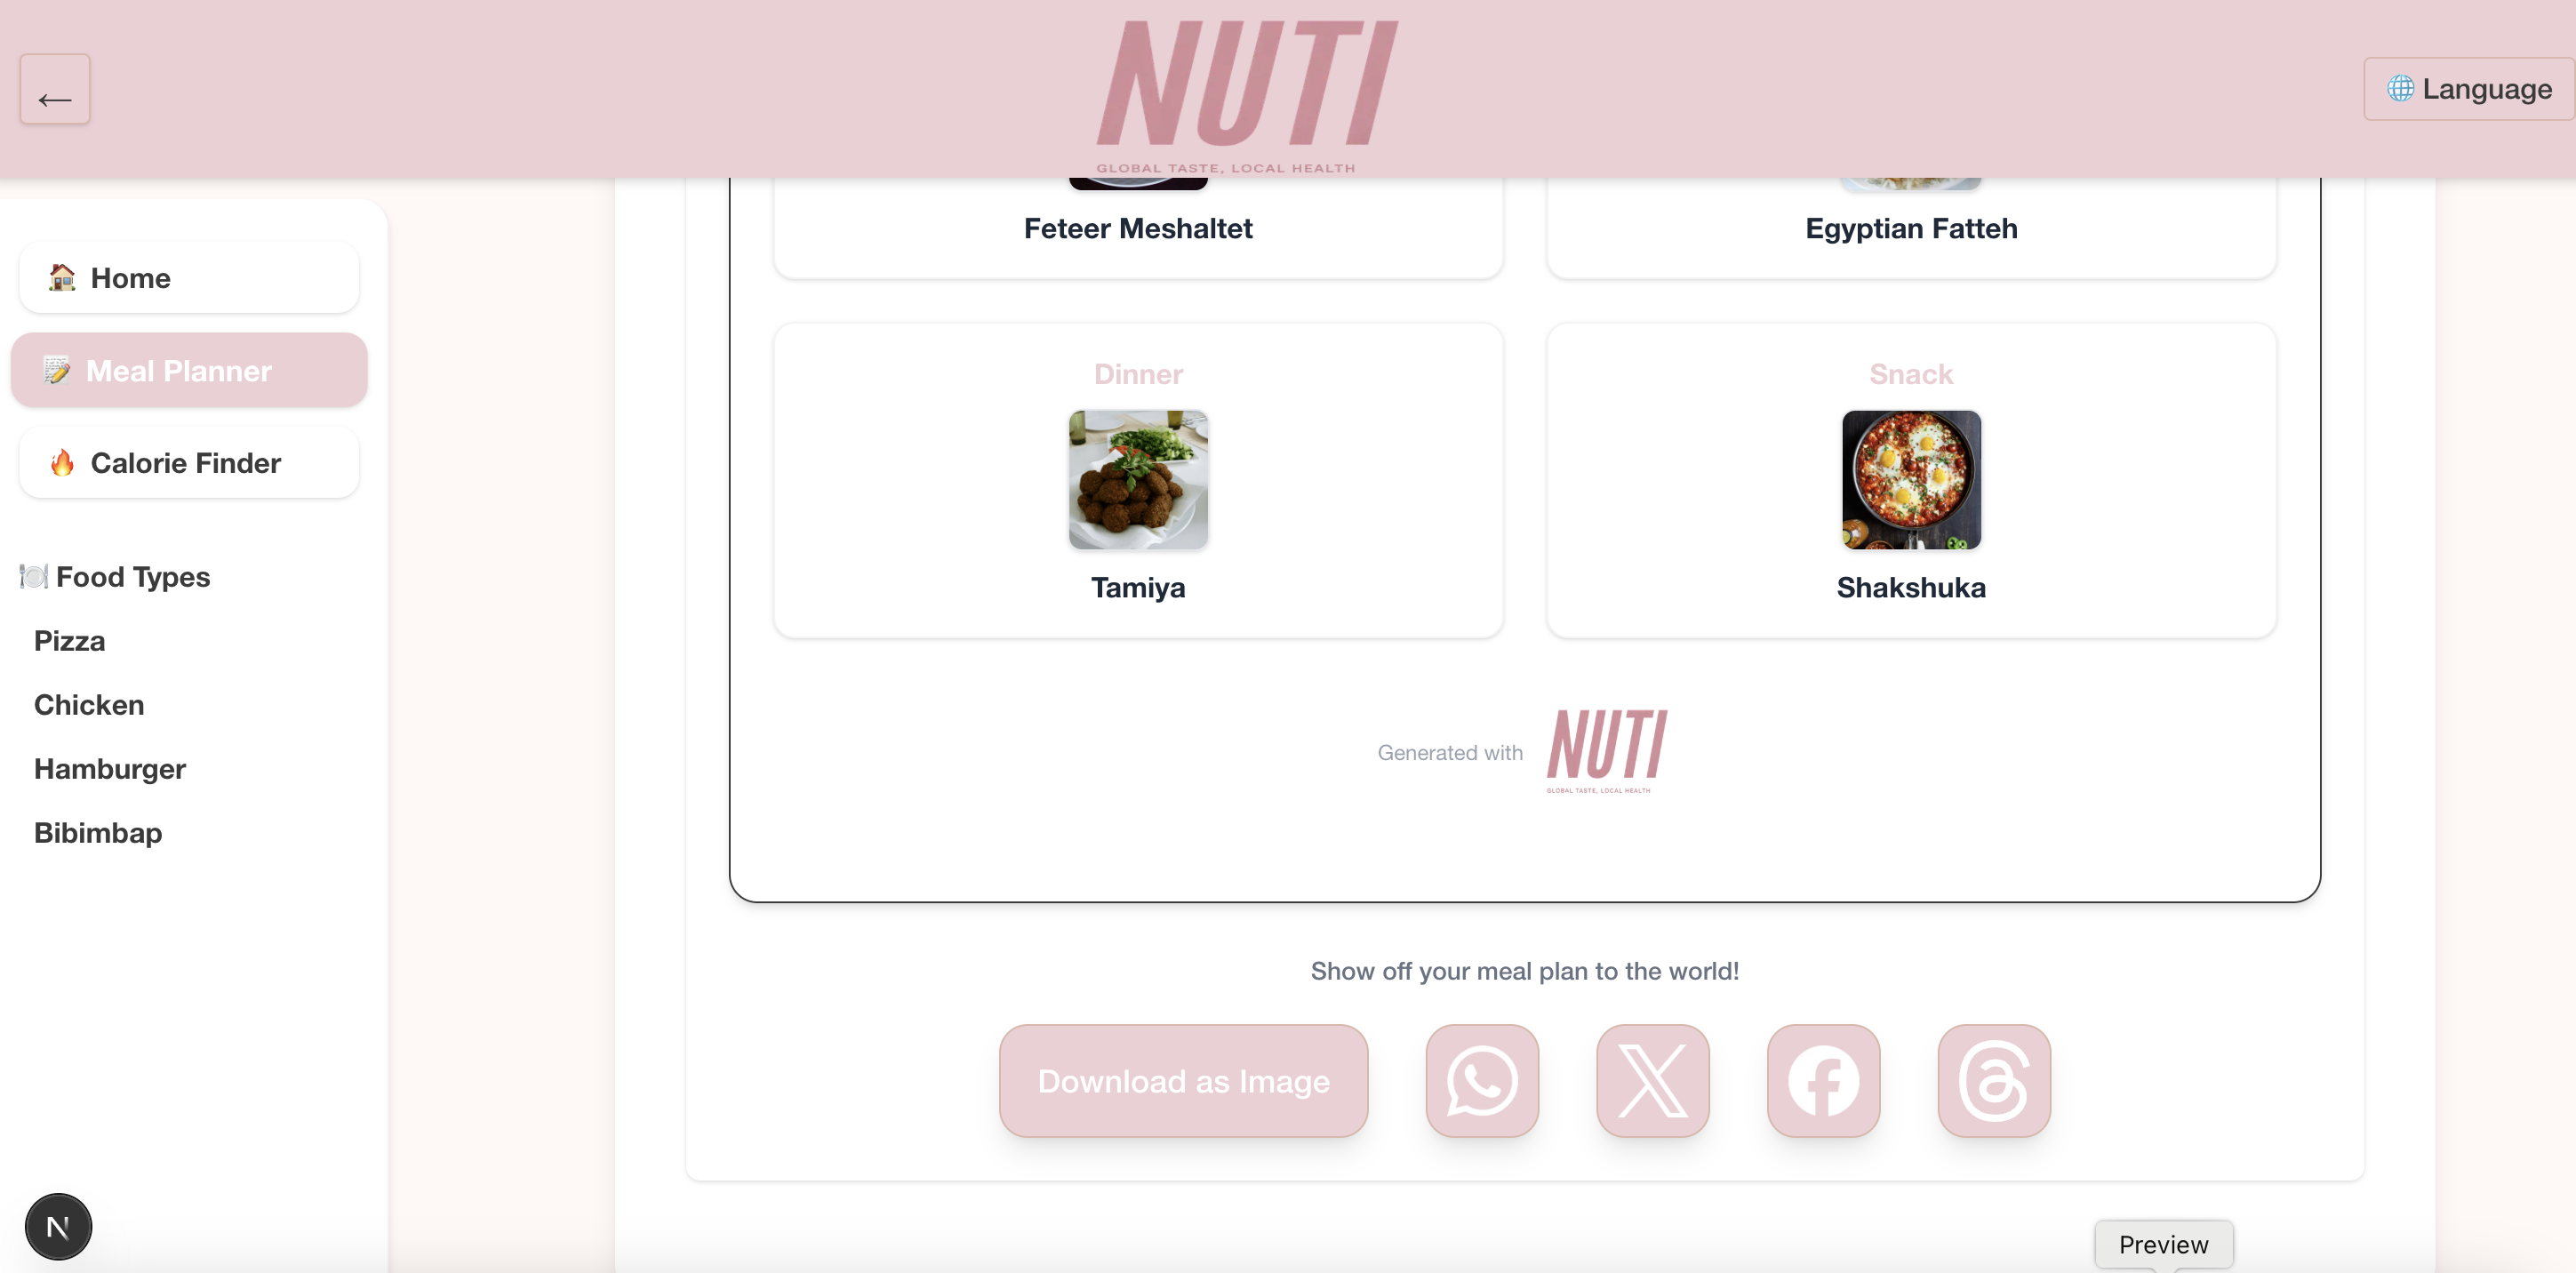 ←
NUTI
GLOBAL TASTE, LOCAL HEALTH
🌐 Language
🏠 Home
📝 Meal Planner
🔥 Calorie Finder
🍽️ Food Types
Pizza
Chicken
Hamburger
Bibimbap
Feteer Meshaltet
Egyptian Fatteh
Dinner
Tamiya
Snack
Shakshuka
Generated with
NUTI
GLOBAL TASTE, LOCAL HEALTH
Show off your meal plan to the world!
Download as Image
N
Preview